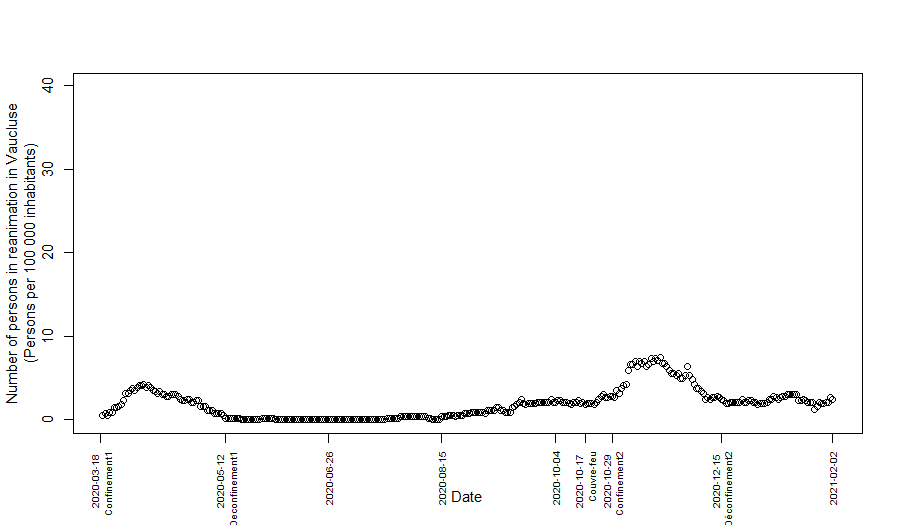 Number of persons in reanimation in Vaucluse
(Persons per 100 000 inhabitants)
40
30
20
10
0
2020-03-18
Confinement1
2020-05-12
Deconfinement1
2020-06-26
2020-08-15
2020-10-04
2020-10-17
Couvre-feu
2020-10-29
Confinement2
2020-12-15
Déconfinement2
2021-02-02
Date